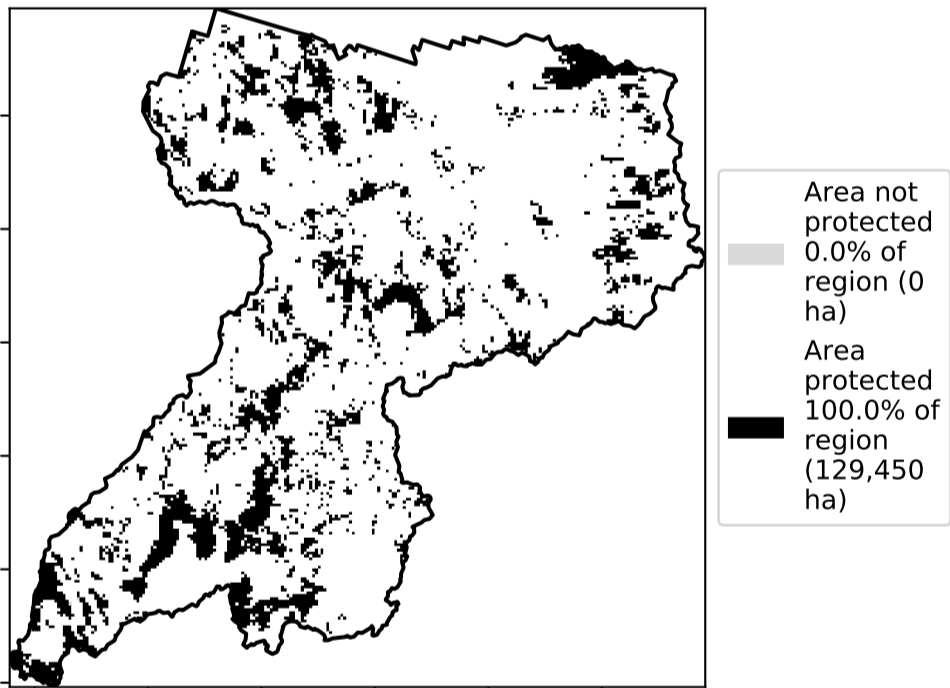 Area not
protected
0.0% of
region (0
ha)
Area
protected
100.0% of
region
(129,450
ha)